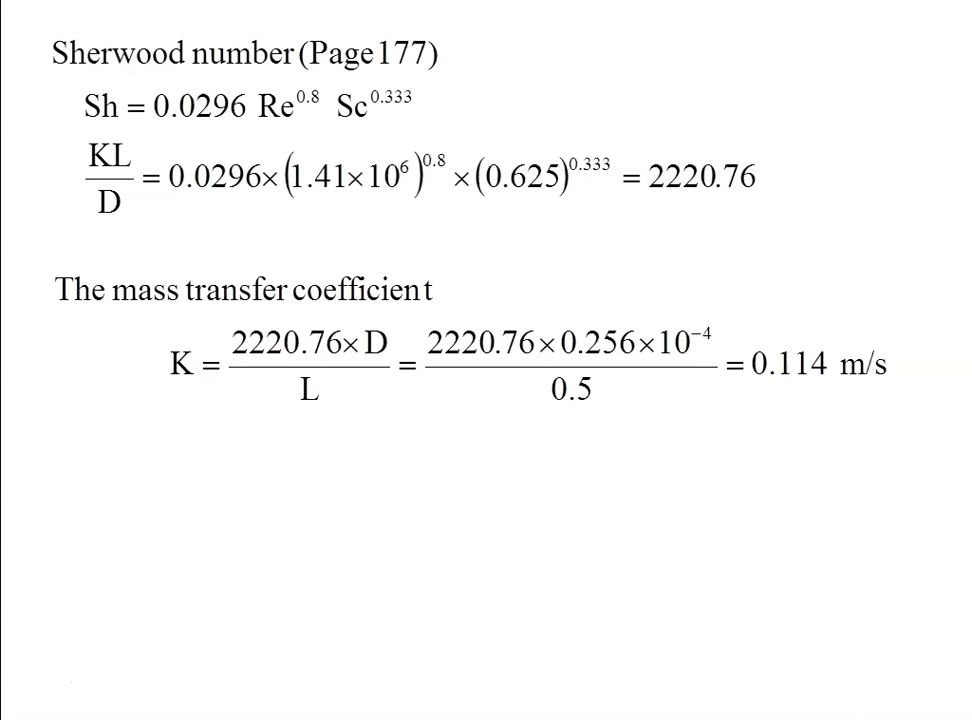 Sherwood number (Page 177)
Sh = 0.0296 Re^0.8 Sc^0.333
KL/D = 0.0296×(1.41×10^6)^0.8 ×(0.625)^0.333 = 2220.76
The mass transfer coefficient
K = 2220.76×D/L = 2220.76×0.256×10^−4/0.5 = 0.114 m/s